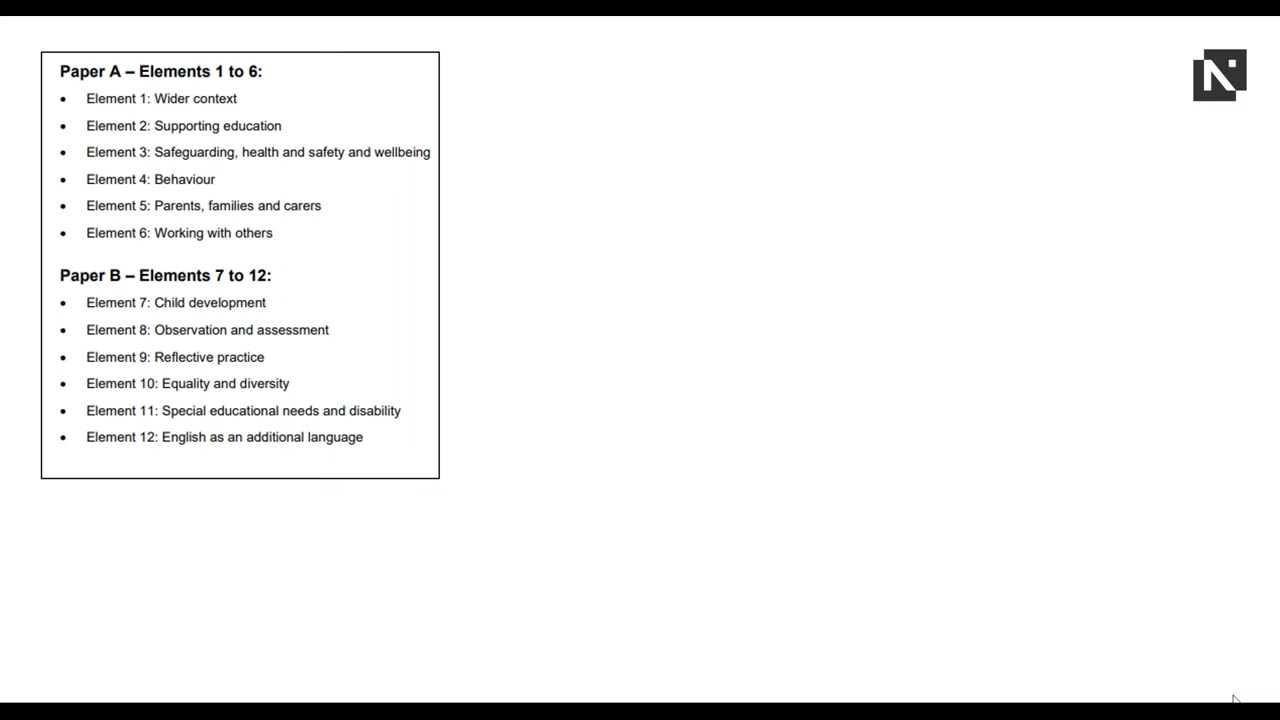 Paper A – Elements 1 to 6:
• Element 1: Wider context
• Element 2: Supporting education
• Element 3: Safeguarding, health and safety and wellbeing
• Element 4: Behaviour
• Element 5: Parents, families and carers
• Element 6: Working with others
Paper B – Elements 7 to 12:
• Element 7: Child development
• Element 8: Observation and assessment
• Element 9: Reflective practice
• Element 10: Equality and diversity
• Element 11: Special educational needs and disability
• Element 12: English as an additional language
N